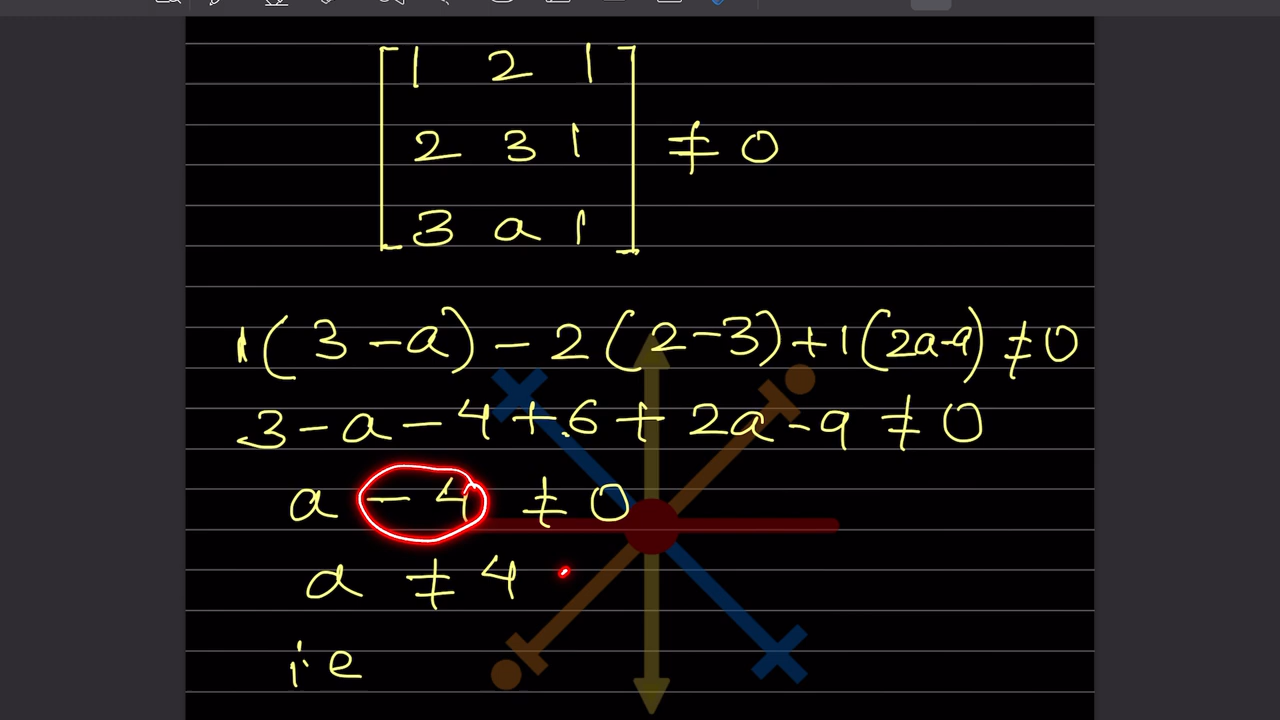 [1 2 1]
[2 3 1] ≠ 0
[3 a 1]
1(3-a)-2(2-3)+1(2a-9)≠0
3-a-4+6+2a-9≠0
a-4≠0
a≠4
i.e